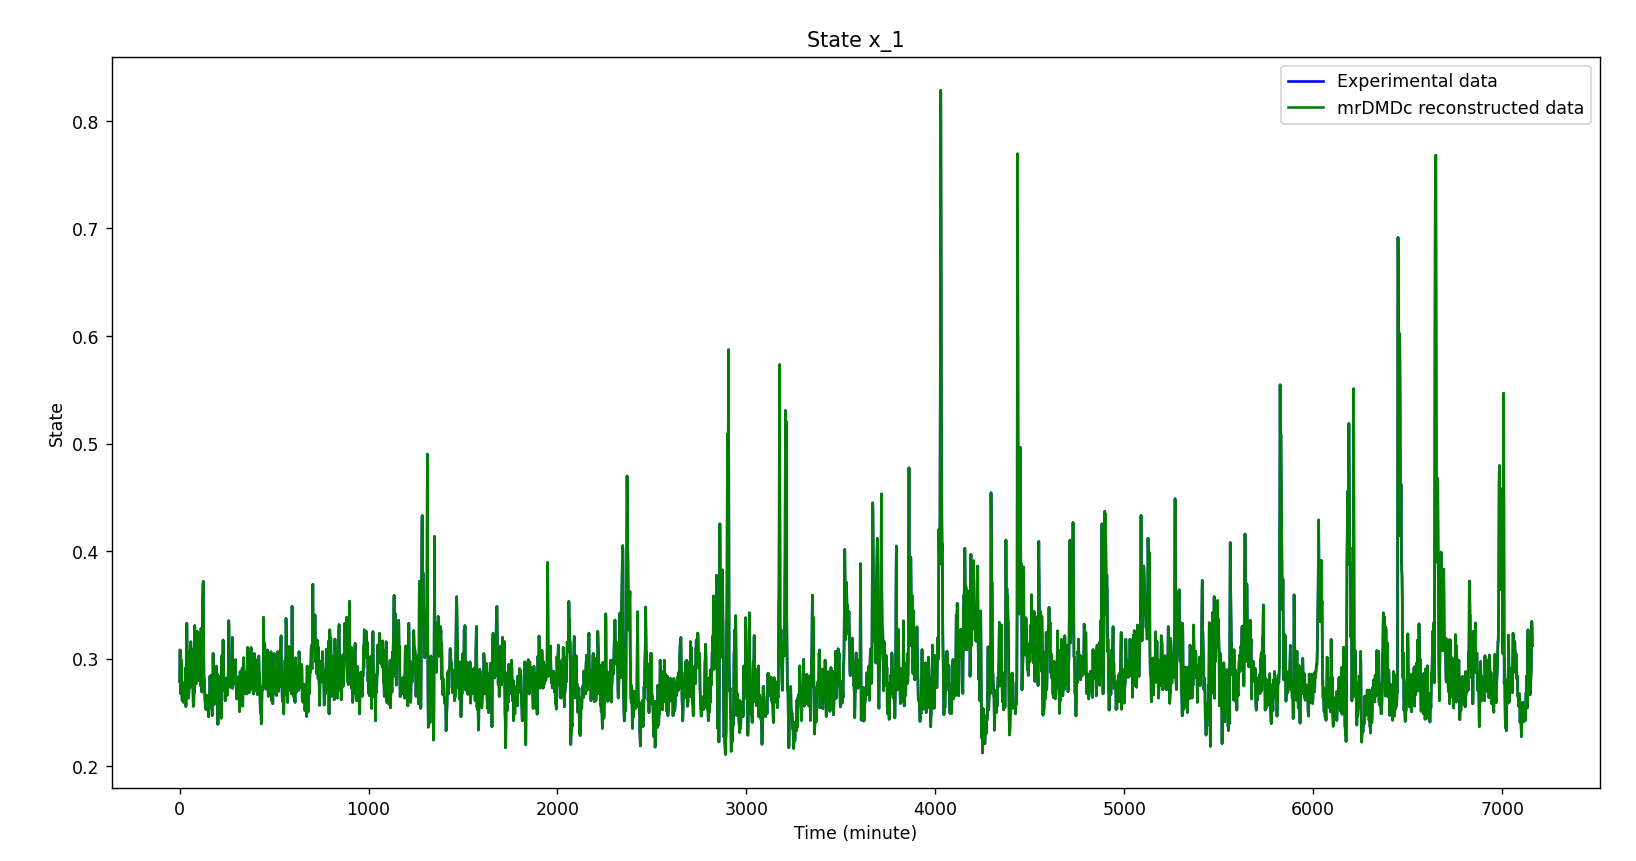 State x_1
Experimental data
mrDMDc reconstructed data
0.8
0.7
0.6
0.5
0.4
0.3
0.2
State
0 1000 2000 3000 4000 5000 6000 7000
Time (minute)